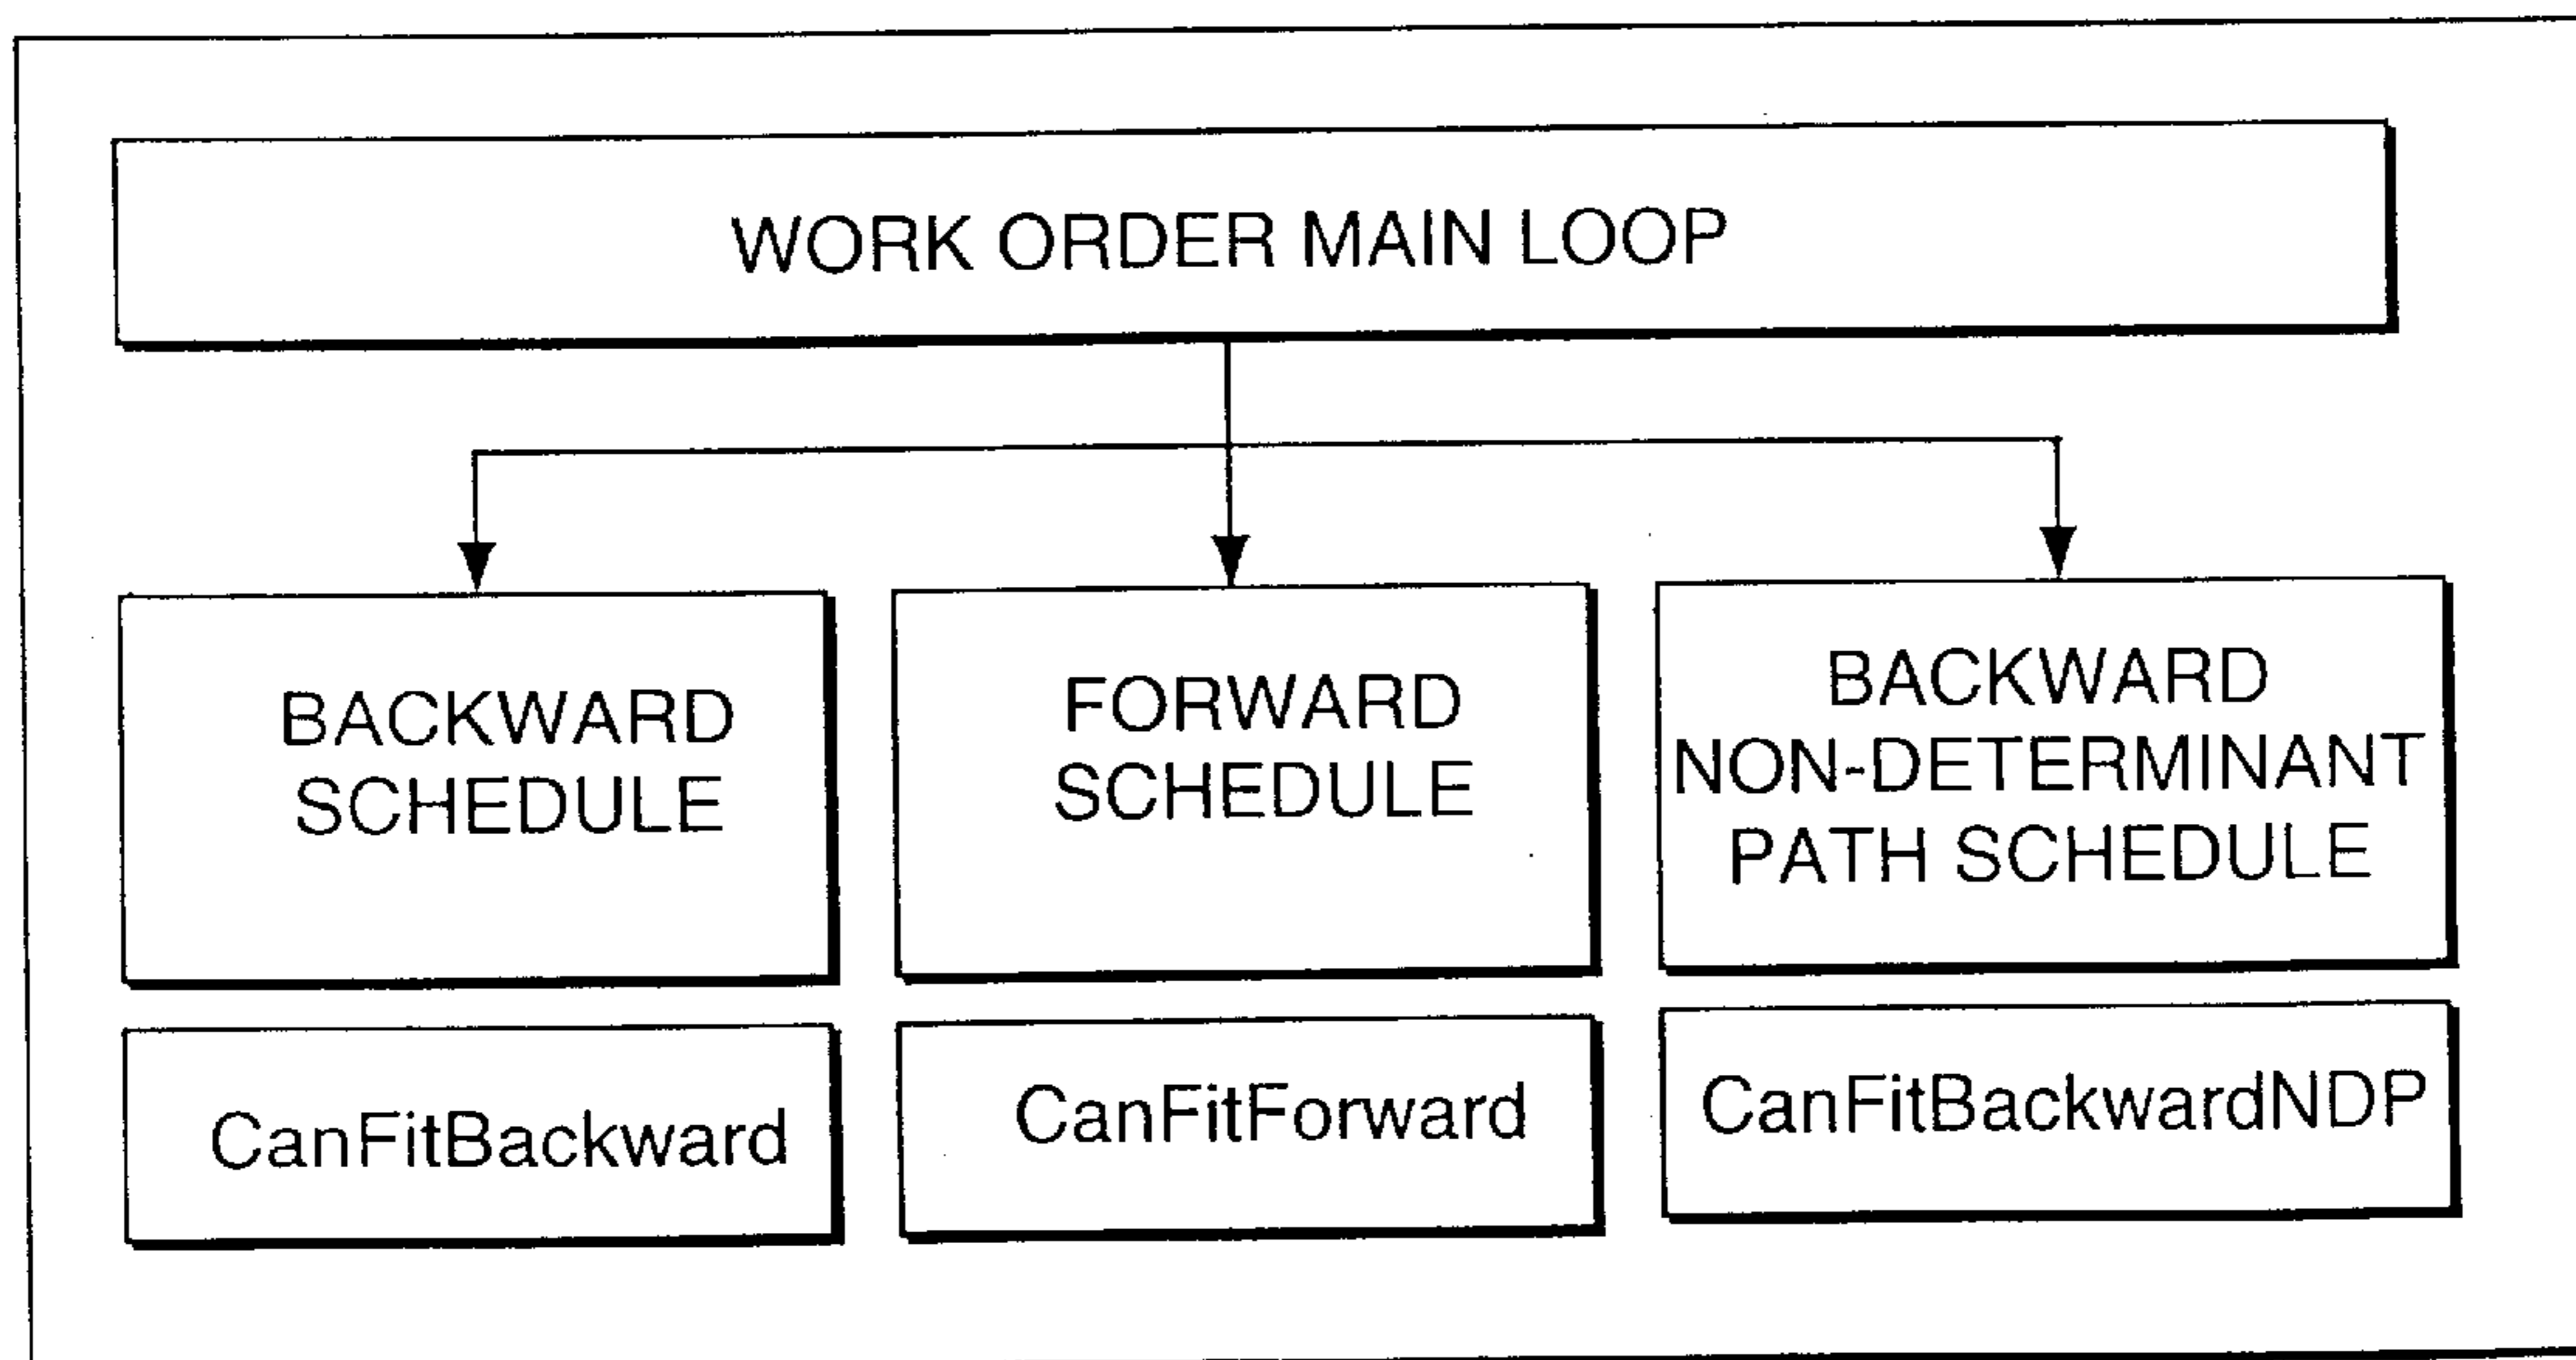 WORK ORDER MAIN LOOP
BACKWARD
SCHEDULE
FORWARD
SCHEDULE
BACKWARD
NON-DETERMINANT
PATH SCHEDULE
CanFitBackward
CanFitForward
CanFitBackwardNDP